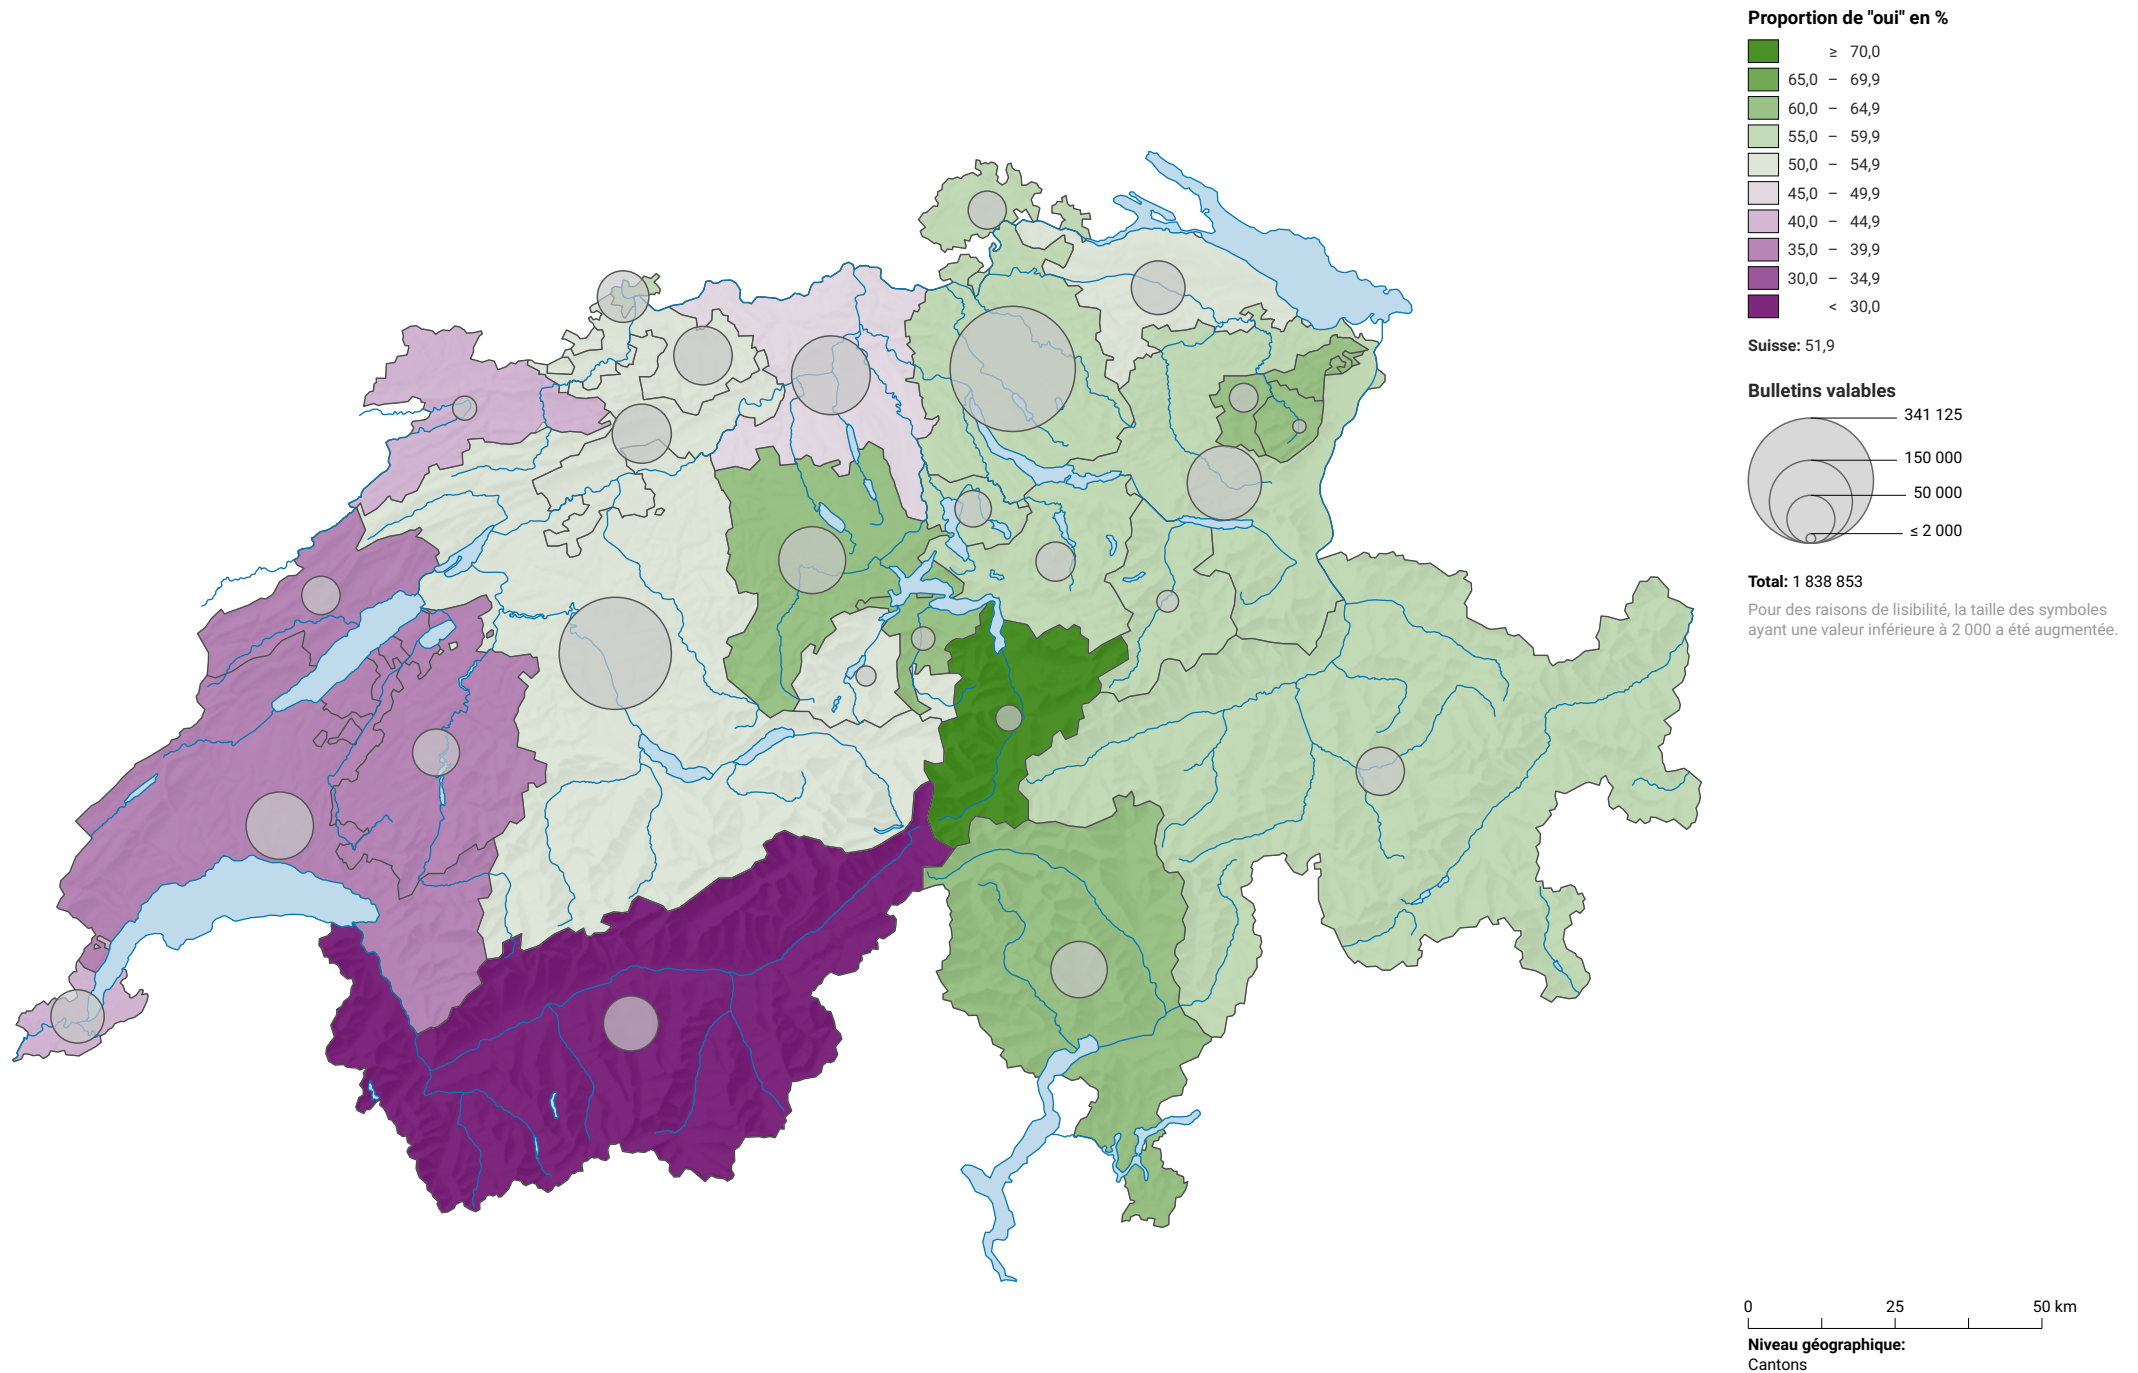 Proportion de "oui" en %
≥ 70,0
65,0 – 69,9
60,0 – 64,9
55,0 – 59,9
50,0 – 54,9
45,0 – 49,9
40,0 – 44,9
35,0 – 39,9
30,0 – 34,9
< 30,0
Suisse: 51,9
Bulletins valables
341 125
150 000
50 000
≤ 2 000
Total: 1 838 853
Pour des raisons de lisibilité, la taille des symboles
ayant une valeur inférieure à 2 000 a été augmentée.
0 25 50 km
Niveau géographique:
Cantons